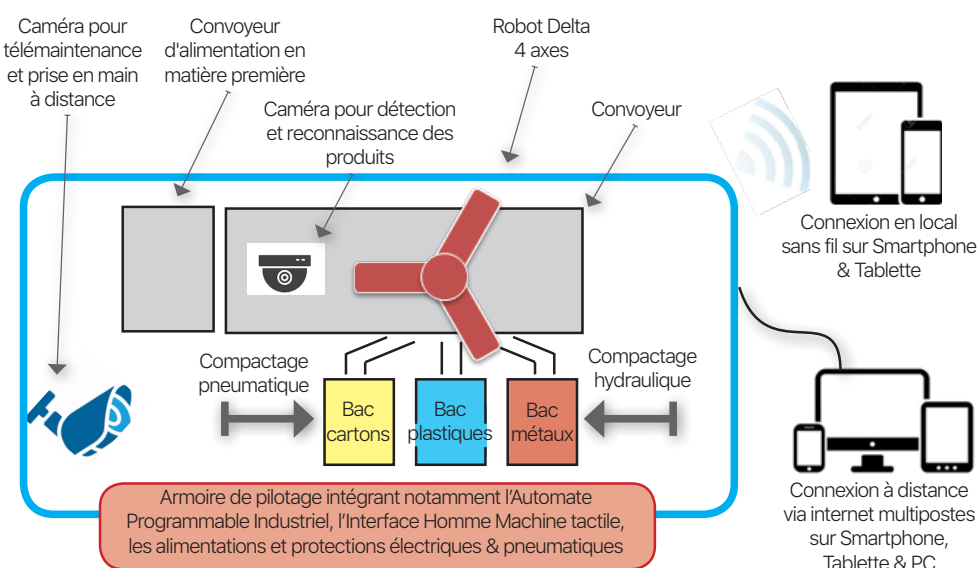 Caméra pour
télémaintenance
et prise en main
à distance
Convoyeur
d'alimentation en
matière première
Caméra pour détection
et reconnaissance des
produits
Robot Delta
4 axes
Convoyeur
Connexion en local
sans fil sur Smartphone
& Tablette
Compactage
pneumatique
Bac
cartons
Bac
plastiques
Bac
métaux
Compactage
hydraulique
Armoire de pilotage intégrant notamment l'Automate
Programmable Industriel, l'Interface Homme Machine tactile,
les alimentations et protections électriques & pneumatiques
Connexion à distance
via internet multipostes
sur Smartphone,
Tablette & PC